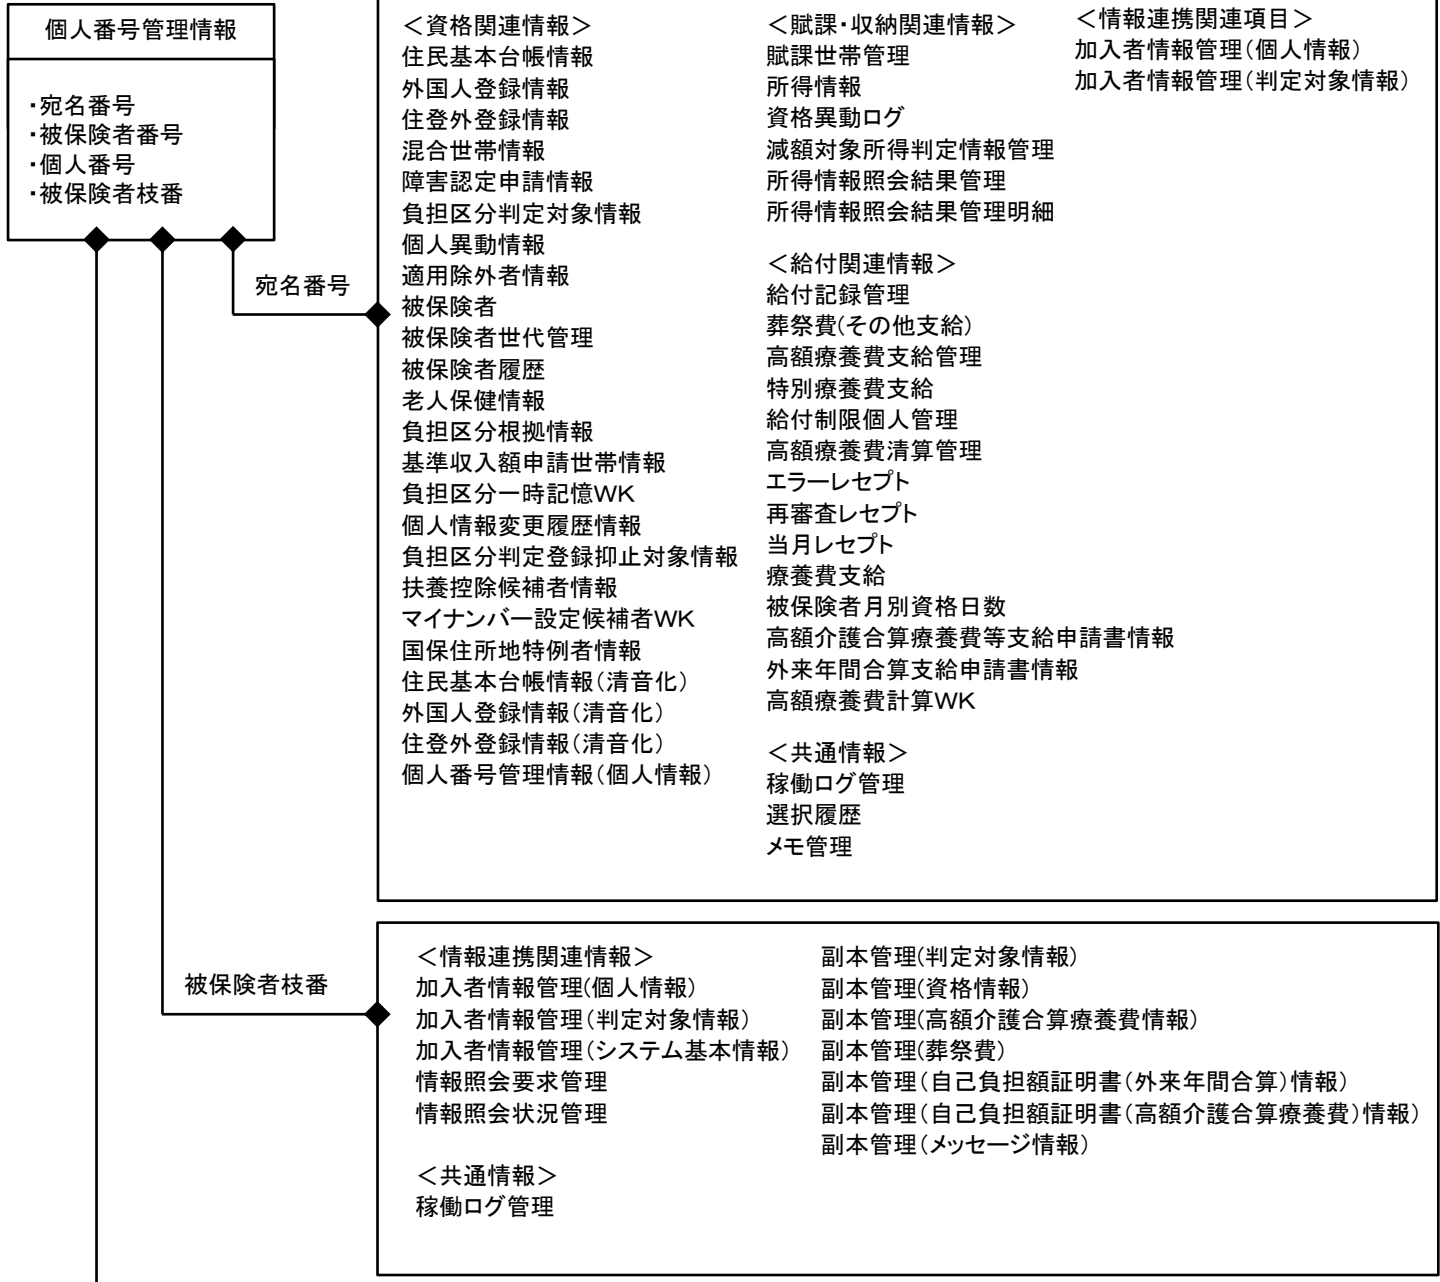 個人番号管理情報
・宛名番号
・被保険者番号
・個人番号
・被保険者枝番
宛名番号
＜資格関連情報＞
住民基本台帳情報
外国人登録情報
住登外登録情報
混合世帯情報
障害認定申請情報
負担区分判定対象情報
個人異動情報
適用除外者情報
被保険者
被保険者世代管理
被保険者履歴
老人保健情報
負担区分根拠情報
基準収入額申請世帯情報
負担区分一時記憶WK
個人情報変更履歴情報
負担区分判定登録抑止対象情報
扶養控除候補者情報
マイナンバー設定候補者WK
国保住所地特例者情報
住民基本台帳情報（清音化）
外国人登録情報（清音化）
住登外登録情報（清音化）
個人番号管理情報（個人情報）
＜賦課・収納関連情報＞
賦課世帯管理
所得情報
資格異動ログ
減額対象所得判定情報管理
所得情報照会結果管理
所得情報照会結果管理明細
＜給付関連情報＞
給付記録管理
葬祭費(その他支給)
高額療養費支給管理
特別療養費支給
給付制限個人管理
高額療養費清算管理
エラーレセプト
再審査レセプト
当月レセプト
療養費支給
被保険者月別資格日数
高額介護合算療養費等支給申請書情報
外来年間合算支給申請書情報
高額療養費計算WK
＜共通情報＞
稼働ログ管理
選択履歴
メモ管理
＜情報連携関連項目＞
加入者情報管理（個人情報）
加入者情報管理（判定対象情報）
被保険者枝番
＜情報連携関連情報＞
加入者情報管理(個人情報）
加入者情報管理（判定対象情報）
加入者情報管理（システム基本情報）
情報照会要求管理
情報照会状況管理
＜共通情報＞
稼働ログ管理
副本管理(判定対象情報）
副本管理(資格情報）
副本管理(高額介護合算療養費情報）
副本管理(葬祭費）
副本管理（自己負担額証明書（外来年間合算）情報）
副本管理（自己負担額証明書（高額介護合算療養費）情報）
副本管理（メッセージ情報）